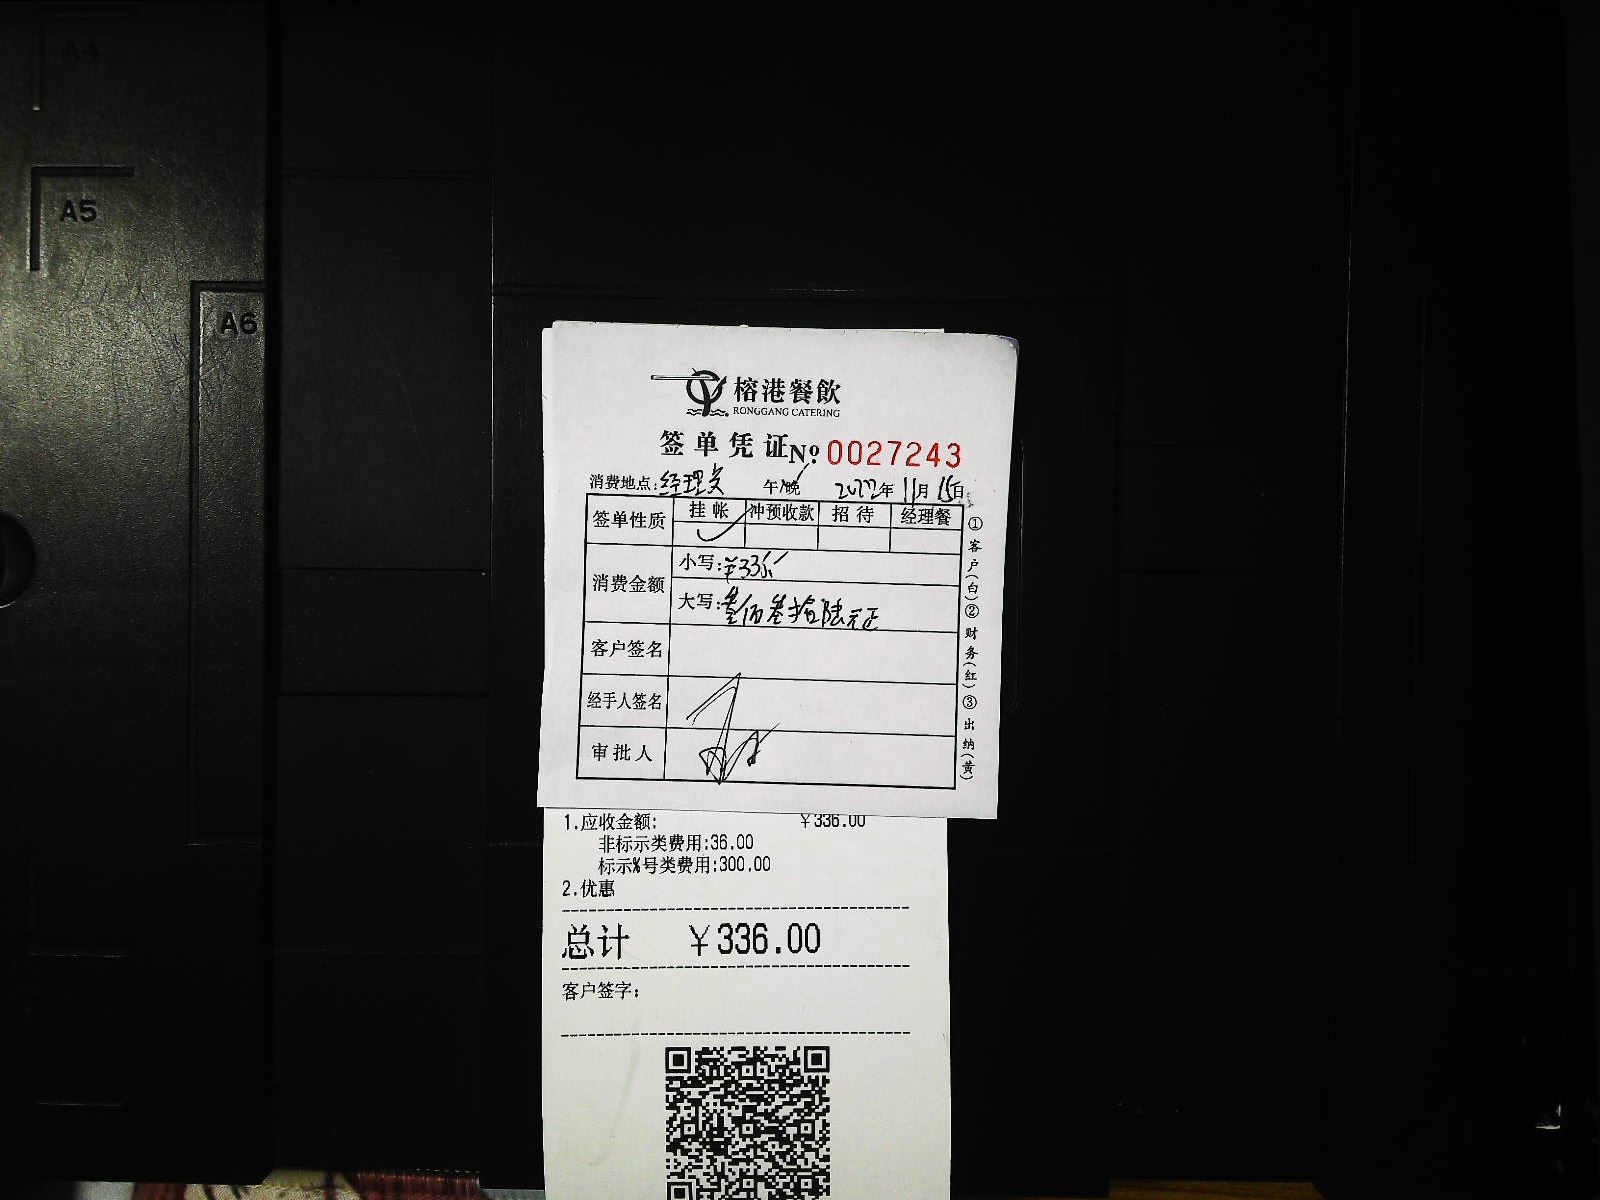 A4
A5
A6
榕港餐飲
RONGGANG CATERING
签单凭证 № 0027243
消费地点:经理 午/晚 2022年11月15日
签单性质 挂帐 冲预收款 招待 经理餐
消费金额 小写:¥336
大写:叁佰叁拾陆元正
客户签名
经手人签名
审批人
①客户(白)②财务(红)③出纳(黄)
1.应收金额: ¥336.00
非标示类费用:36.00
标示%号类费用:300.00
2.优惠
总计 ¥336.00
客户签字: